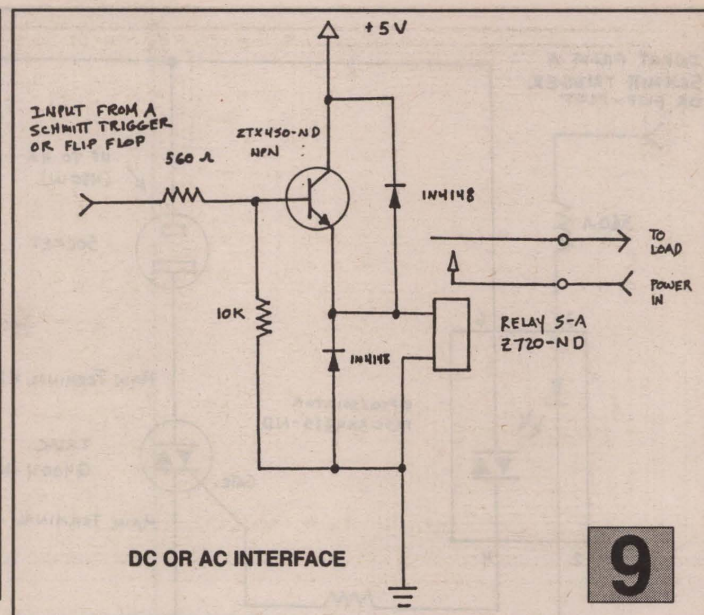 +5V
INPUT FROM A
SCHMITT TRIGGER
OR FLIP FLOP
560 Ω
ZTX450-ND
NPN
1N4148
TO
LOAD
POWER
IN
10K
1N4148
RELAY 5-A
Z720-ND
DC OR AC INTERFACE
9